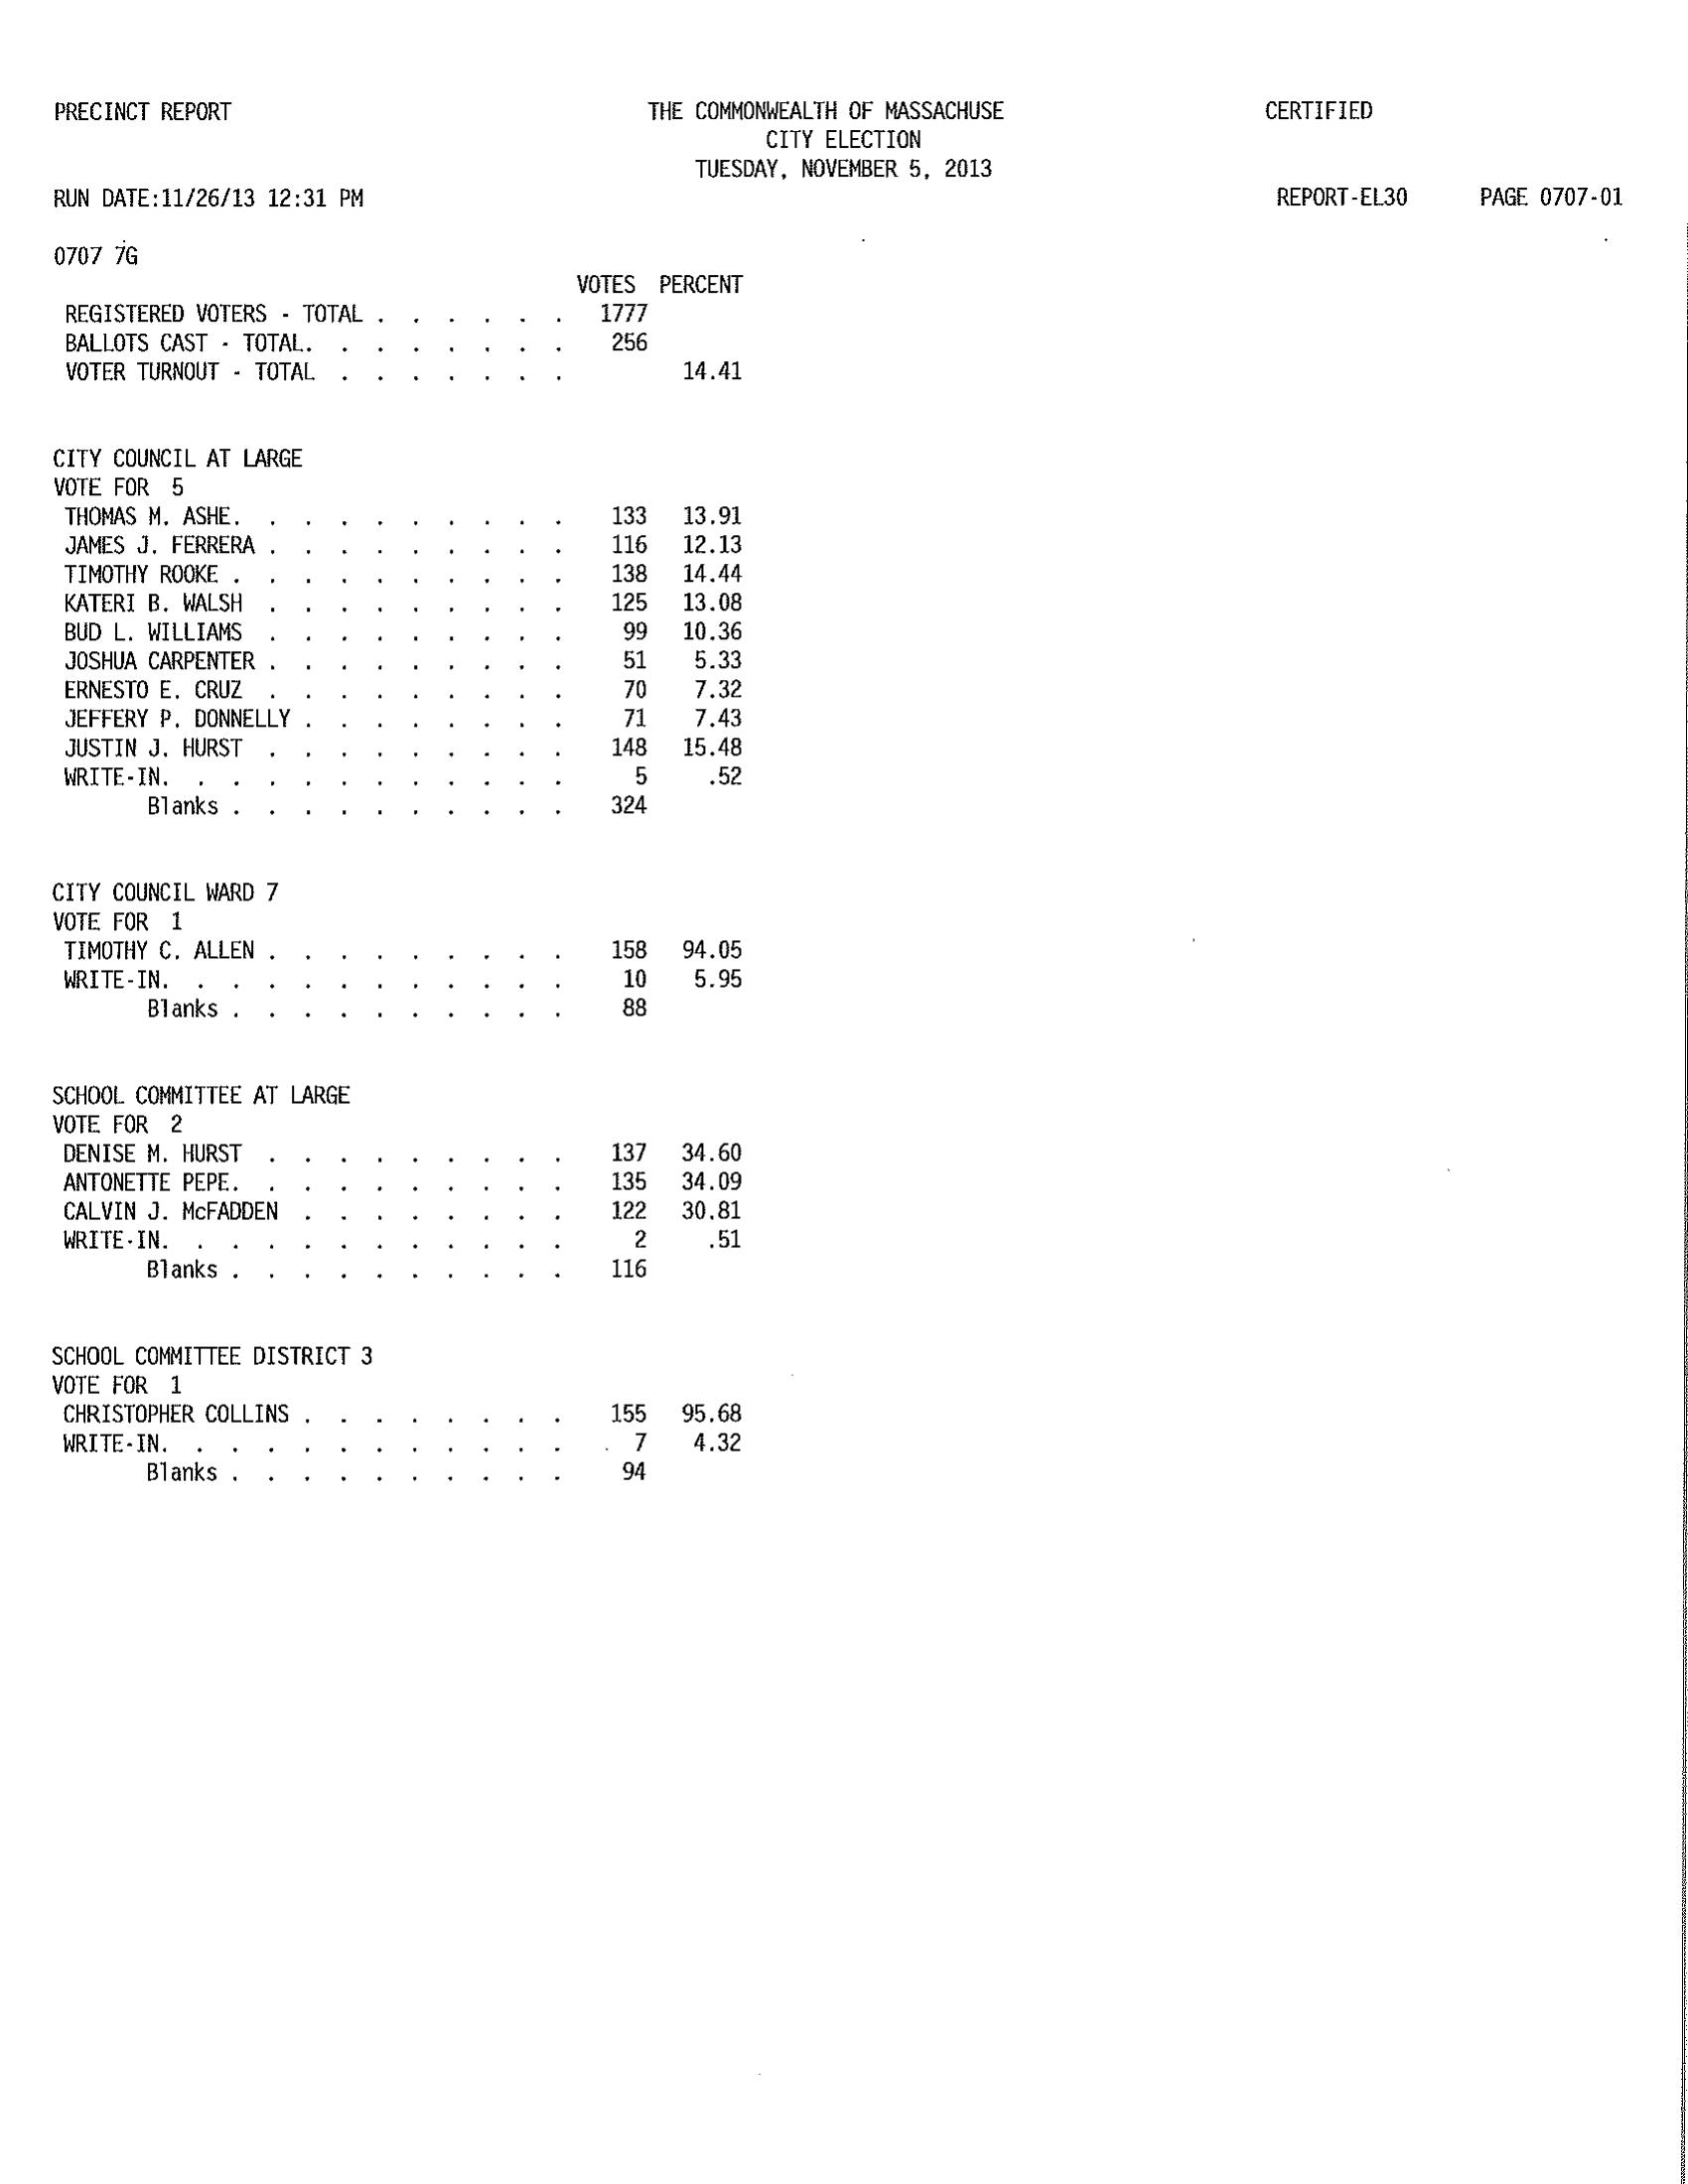 PRECINCT REPORT THE COMMONWEALTH OF MASSACHUSE CERTIFIED
CITY ELECTION
TUESDAY, NOVEMBER 5, 2013
RUN DATE:11/26/13 12:31 PM REPORT-EL30 PAGE 0707-01
0707 7G
VOTES PERCENT
REGISTERED VOTERS - TOTAL . . . . . . 1777
BALLOTS CAST - TOTAL. . . . . . . . 256
VOTER TURNOUT - TOTAL . . . . . . . 14.41
CITY COUNCIL AT LARGE
VOTE FOR 5
THOMAS M. ASHE. . . . . . . . . . 133 13.91
JAMES J. FERRERA . . . . . . . . . 116 12.13
TIMOTHY ROOKE . . . . . . . . . . 138 14.44
KATERI B. WALSH . . . . . . . . . 125 13.08
BUD L. WILLIAMS . . . . . . . . . 99 10.36
JOSHUA CARPENTER . . . . . . . . . 51 5.33
ERNESTO E. CRUZ . . . . . . . . . 70 7.32
JEFFERY P. DONNELLY . . . . . . . . 71 7.43
JUSTIN J. HURST . . . . . . . . . 148 15.48
WRITE-IN. . . . . . . . . . . . 5 .52
Blanks . . . . . . . . . . 324
CITY COUNCIL WARD 7
VOTE FOR 1
TIMOTHY C. ALLEN . . . . . . . . . 158 94.05
WRITE-IN. . . . . . . . . . . . 10 5.95
Blanks . . . . . . . . . . 88
SCHOOL COMMITTEE AT LARGE
VOTE FOR 2
DENISE M. HURST . . . . . . . . . 137 34.60
ANTONETTE PEPE. . . . . . . . . . 135 34.09
CALVIN J. McFADDEN . . . . . . . . 122 30.81
WRITE-IN. . . . . . . . . . . . 2 .51
Blanks . . . . . . . . . . 116
SCHOOL COMMITTEE DISTRICT 3
VOTE FOR 1
CHRISTOPHER COLLINS . . . . . . . . 155 95.68
WRITE-IN. . . . . . . . . . . . 7 4.32
Blanks . . . . . . . . . . 94